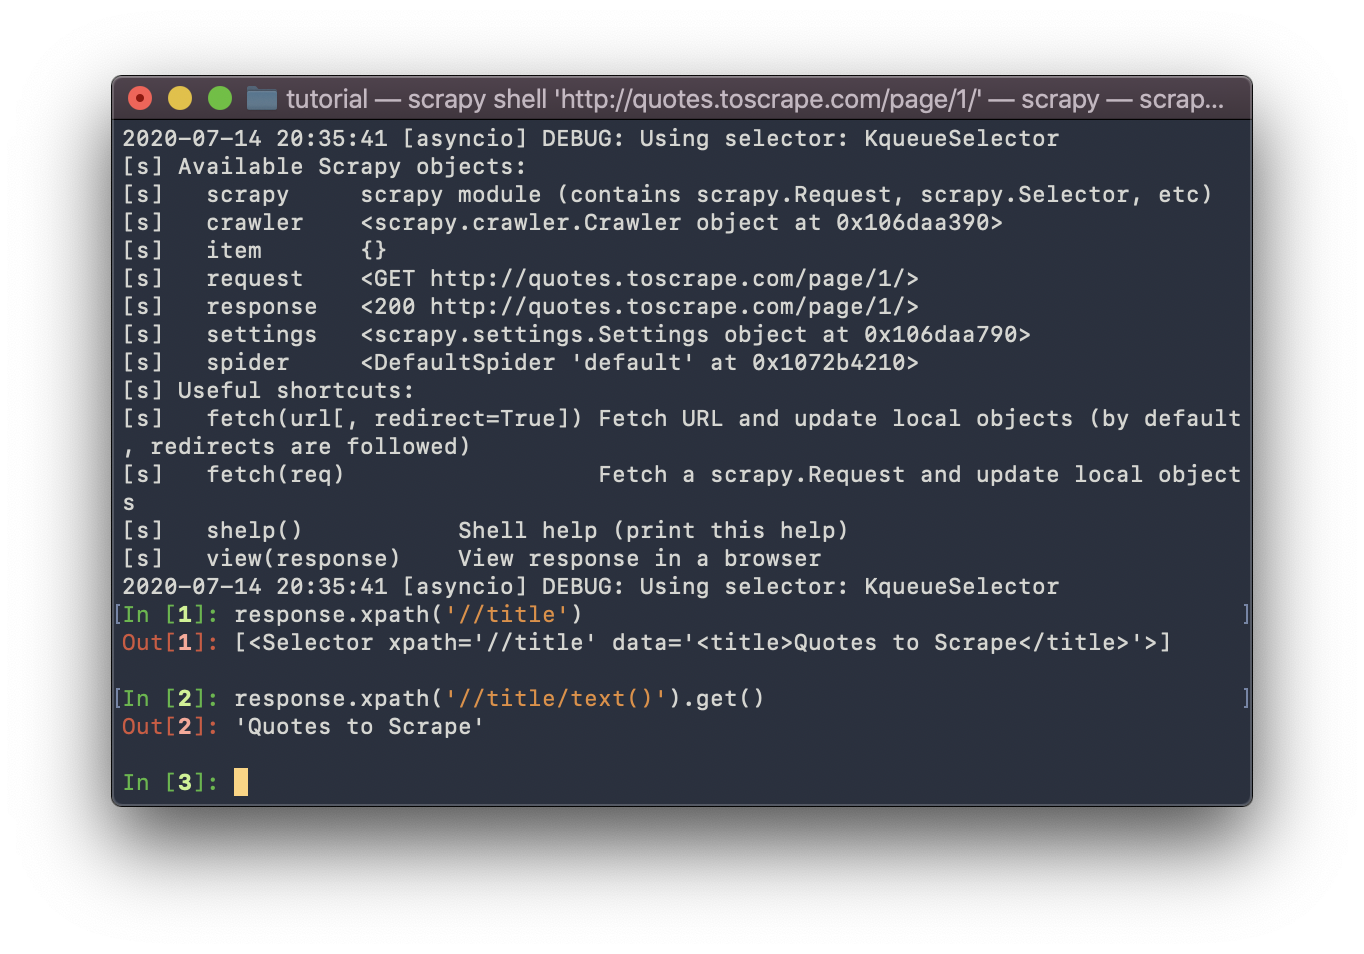 tutorial — scrapy shell 'http://quotes.toscrape.com/page/1/' — scrapy — scrap...
2020-07-14 20:35:41 [asyncio] DEBUG: Using selector: KqueueSelector
[s] Available Scrapy objects:
[s]   scrapy     scrapy module (contains scrapy.Request, scrapy.Selector, etc)
[s]   crawler    <scrapy.crawler.Crawler object at 0x106daa390>
[s]   item       {}
[s]   request    <GET http://quotes.toscrape.com/page/1/>
[s]   response   <200 http://quotes.toscrape.com/page/1/>
[s]   settings   <scrapy.settings.Settings object at 0x106daa790>
[s]   spider     <DefaultSpider 'default' at 0x1072b4210>
[s] Useful shortcuts:
[s]   fetch(url[, redirect=True]) Fetch URL and update local objects (by default
, redirects are followed)
[s]   fetch(req)                  Fetch a scrapy.Request and update local object
s
[s]   shelp()           Shell help (print this help)
[s]   view(response)    View response in a browser
2020-07-14 20:35:41 [asyncio] DEBUG: Using selector: KqueueSelector
[In [1]: response.xpath('//title') ]
Out[1]: [<Selector xpath='//title' data='<title>Quotes to Scrape</title>'>]
[In [2]: response.xpath('//title/text()').get() ]
Out[2]: 'Quotes to Scrape'
In [3]: